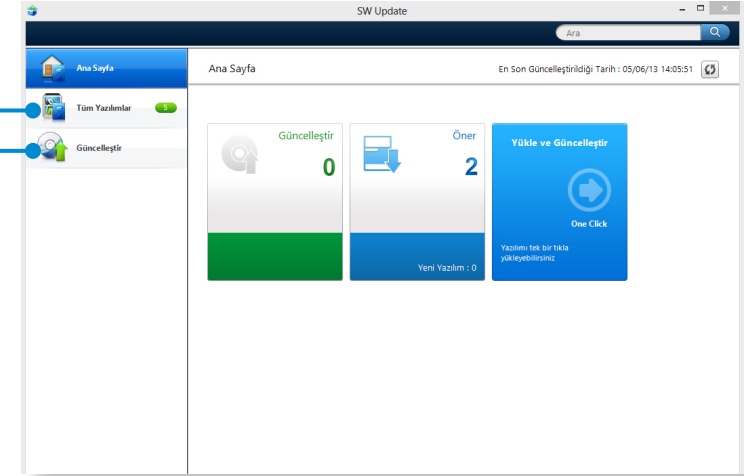 SW Update
Ara
Ana Sayfa
Tüm Yazılımlar
5
Güncelleştir
Ana Sayfa
En Son Güncelleştirildiği Tarih : 05/06/13 14:05:51
Güncelleştir
0
Öner
2
Yeni Yazılım : 0
Yükle ve Güncelleştir
One Click
Yazılımı tek bir tıkla
yükleyebilirsiniz